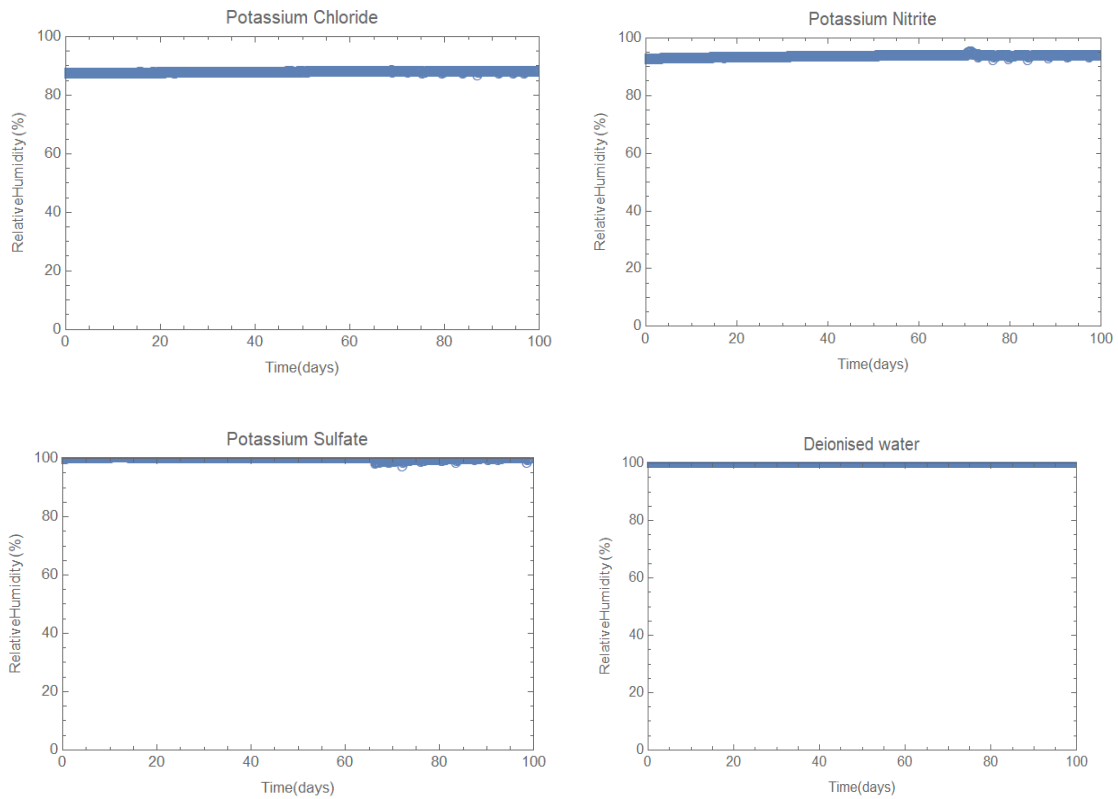 Potassium Chloride
100
80
60
40
20
0
RelativeHumidity (%)
0 20 40 60 80 100
Time(days)
Potassium Nitrite
100
80
60
40
20
0
RelativeHumidity (%)
0 20 40 60 80 100
Time(days)
Potassium Sulfate
100
80
60
40
20
0
RelativeHumidity (%)
0 20 40 60 80 100
Time(days)
Deionised water
100
80
60
40
20
0
RelativeHumidity (%)
0 20 40 60 80 100
Time(days)